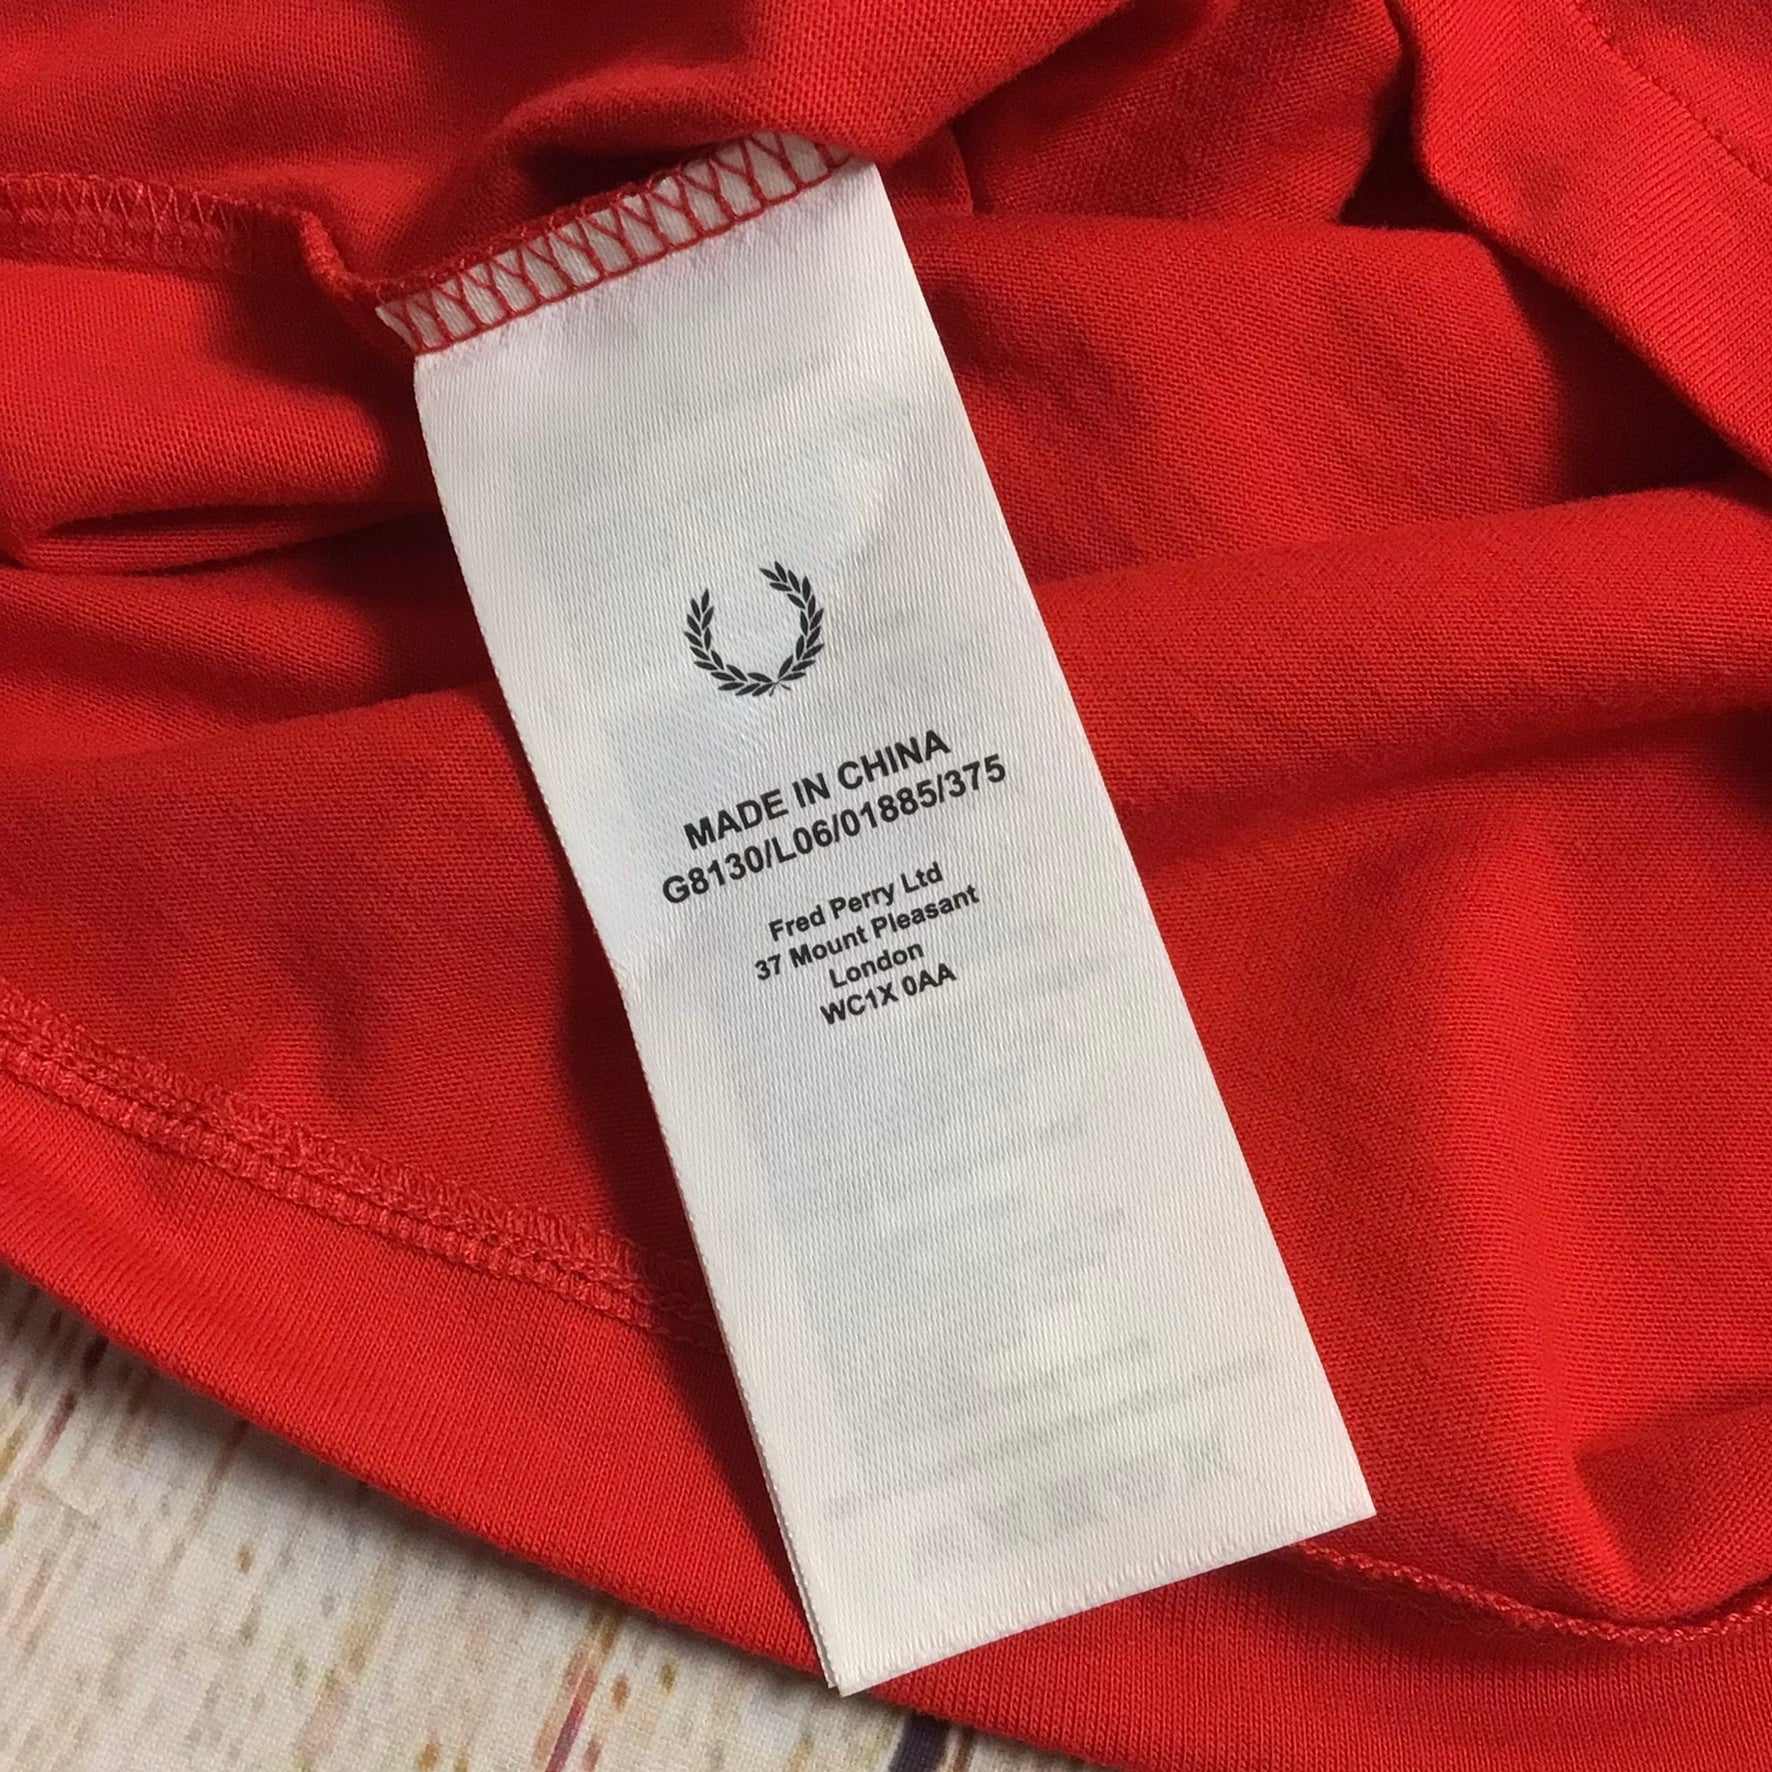 MADE IN CHINA
G8130/L06/01885/375
Fred Perry Ltd
37 Mount Pleasant
London
WC1X 0AA